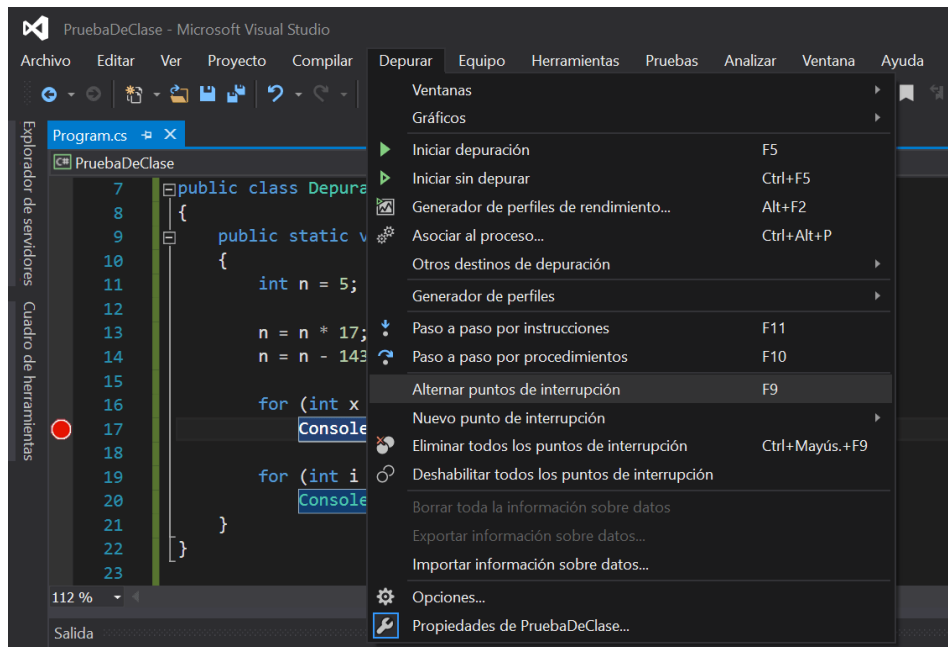 PruebaDeClase - Microsoft Visual Studio
Archivo Editar Ver Proyecto Compilar Depurar Equipo Herramientas Pruebas Analizar Ventana Ayuda
Explorador de servidores
Cuadro de herramientas
Program.cs
C# PruebaDeClase
7 public class Depura
8 {
9 public static v
10 {
11 int n = 5;
12
13 n = n * 17;
14 n = n - 143
15
16 for (int x
17 Console
18
19 for (int i
20 Console
21 }
22 }
23
112 %
Salida
Ventanas
Gráficos
Iniciar depuración F5
Iniciar sin depurar Ctrl+F5
Generador de perfiles de rendimiento... Alt+F2
Asociar al proceso... Ctrl+Alt+P
Otros destinos de depuración
Generador de perfiles
Paso a paso por instrucciones F11
Paso a paso por procedimientos F10
Alternar puntos de interrupción F9
Nuevo punto de interrupción
Eliminar todos los puntos de interrupción Ctrl+Mayús.+F9
Deshabilitar todos los puntos de interrupción
Borrar toda la información sobre datos
Exportar información sobre datos...
Importar información sobre datos...
Opciones...
Propiedades de PruebaDeClase...